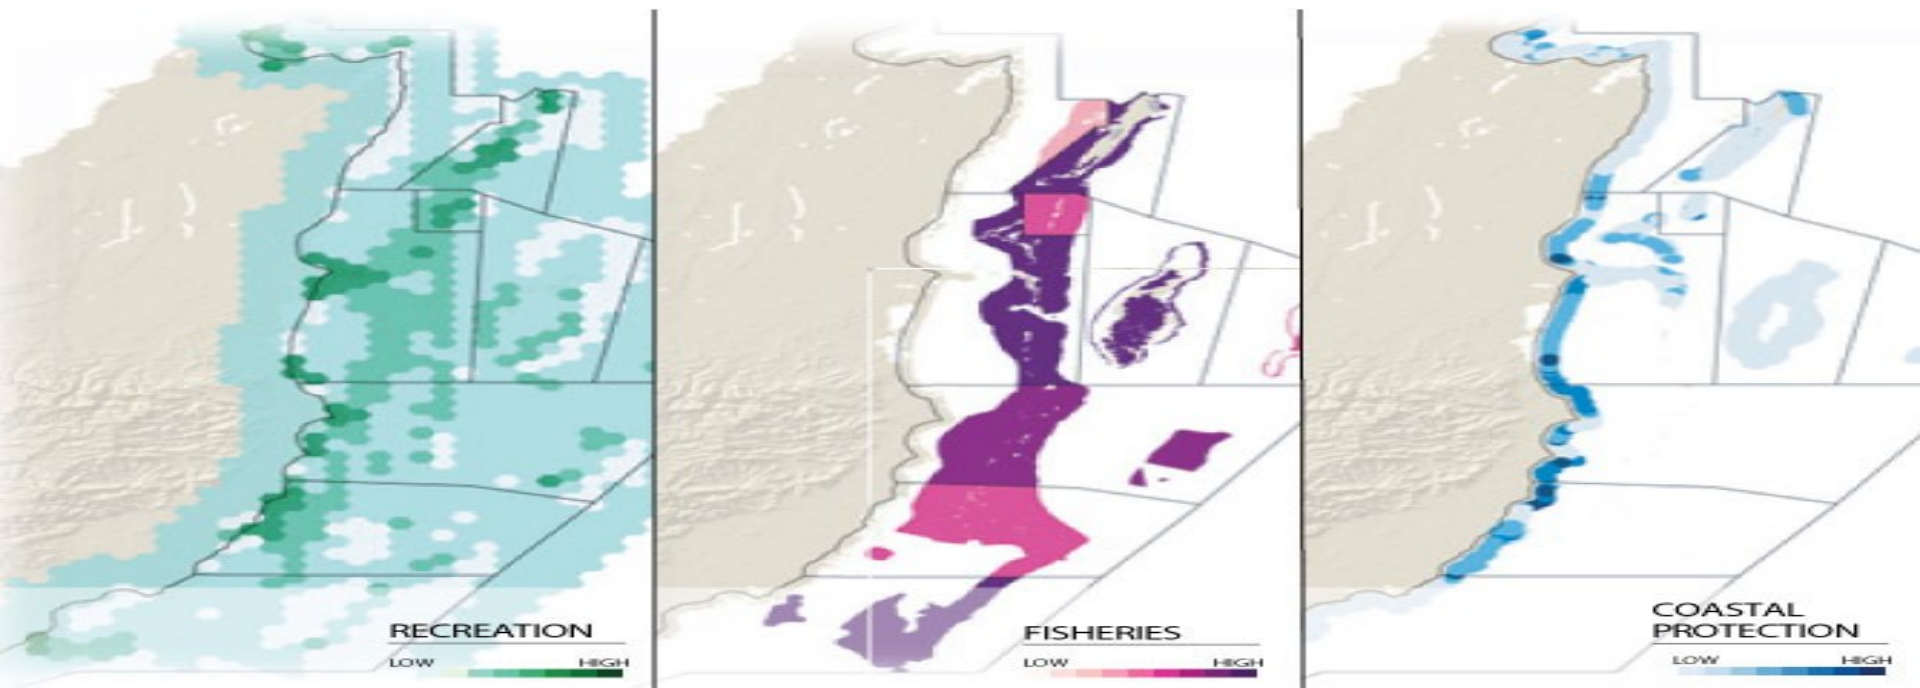 RECREATION
LOW HIGH
FISHERIES
LOW HIGH
COASTAL
PROTECTION
LOW HIGH